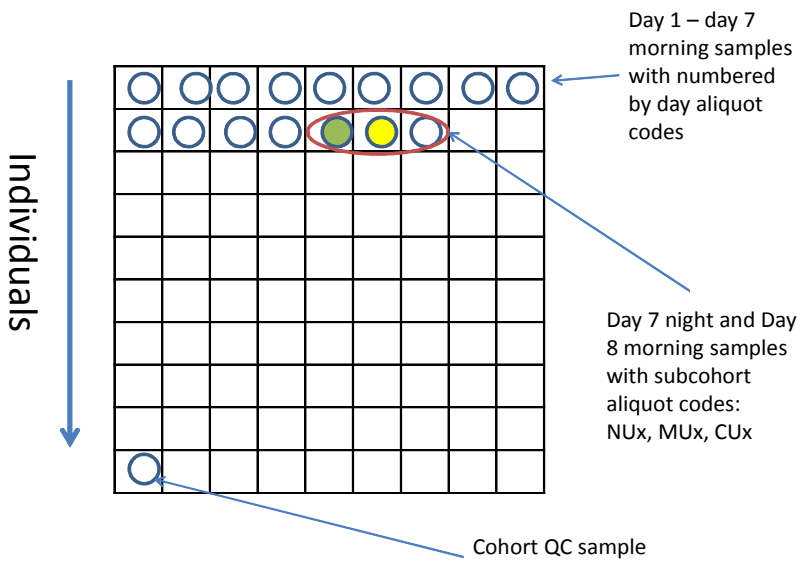 Day 1 – day 7
morning samples
with numbered
by day aliquot
codes
Individuals
Day 7 night and Day
8 morning samples
with subcohort
aliquot codes:
NUx, MUx, CUx
Cohort QC sample